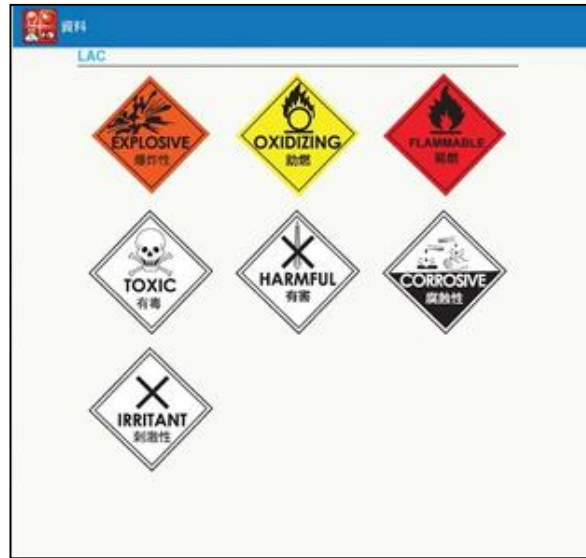 資料
LAC
EXPLOSIVE
爆炸性
OXIDIZING
助燃
FLAMMABLE
易燃
TOXIC
有毒
HARMFUL
有害
CORROSIVE
腐蝕性
IRRITANT
刺激性